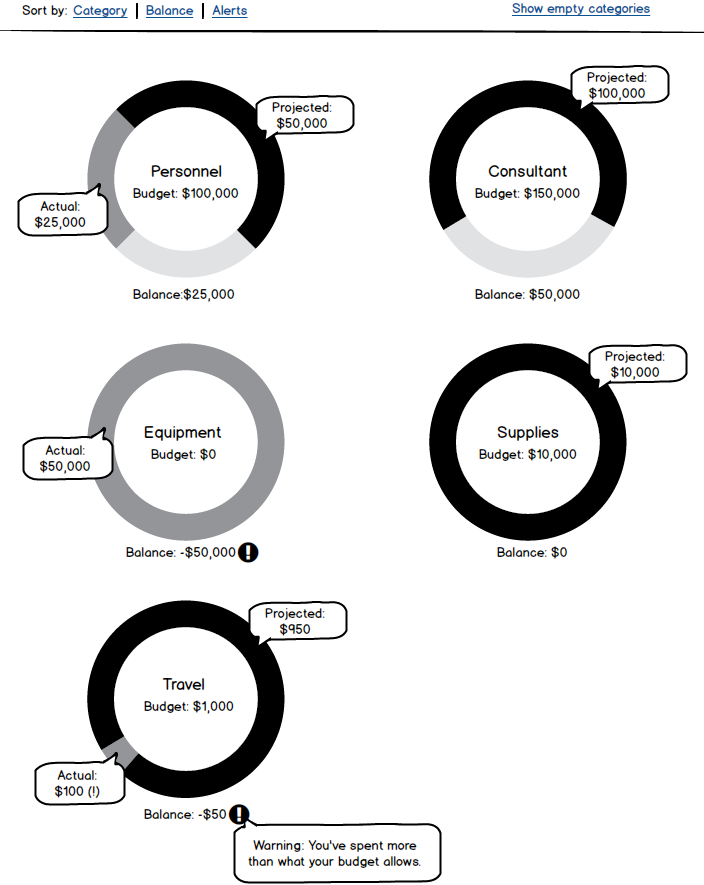 Sort by: Category | Balance | Alerts
Show empty categories
Projected:
$50,000
Personnel
Budget: $100,000
Actual:
$25,000
Balance:$25,000
Projected:
$100,000
Consultant
Budget: $150,000
Balance: $50,000
Equipment
Budget: $0
Actual:
$50,000
Balance: -$50,000
Projected:
$10,000
Supplies
Budget: $10,000
Balance: $0
Projected:
$950
Travel
Budget: $1,000
Actual:
$100 (!)
Balance: -$50
Warning: You've spent more
than what your budget allows.